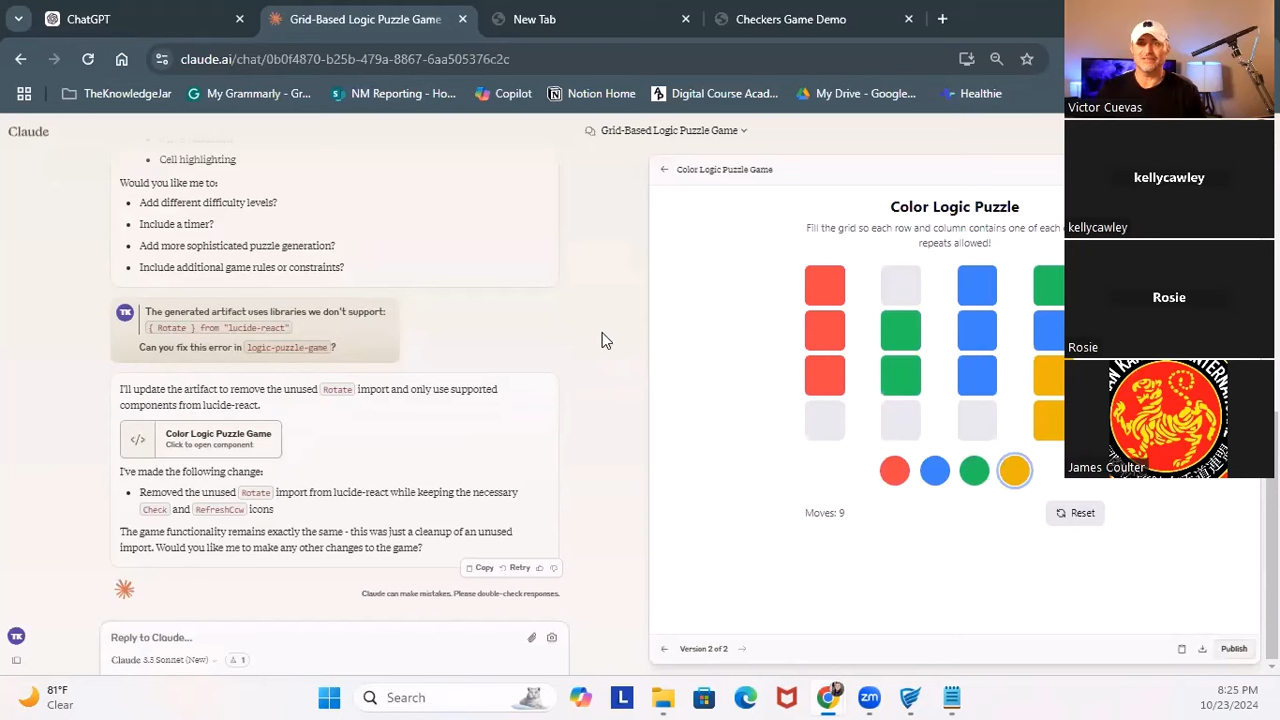 ChatGPT
Grid-Based Logic Puzzle Game
New Tab
Checkers Game Demo
claude.ai/chat/0b0f4870-b25b-479a-8867-6aa505376c2c
TheKnowledgeJar
My Grammarly - Gr...
NM Reporting - Ho...
Copilot
Notion Home
Digital Course Acad...
My Drive - Google...
Healthie
Claude
Grid-Based Logic Puzzle Game
Cell highlighting
Would you like me to:
Add different difficulty levels?
Include a timer?
Add more sophisticated puzzle generation?
Include additional game rules or constraints?
TK
The generated artifact uses libraries we don't support:
{ Rotate } from "lucide-react"
Can you fix this error in logic-puzzle-game ?
I'll update the artifact to remove the unused Rotate import and only use supported
components from lucide-react.
</> Color Logic Puzzle Game
Click to open component
I've made the following change:
Removed the unused Rotate import from lucide-react while keeping the necessary
Check and RefreshCcw icons
The game functionality remains exactly the same - this was just a cleanup of an unused
import. Would you like me to make any other changes to the game?
Copy Retry
Claude can make mistakes. Please double-check responses.
TK
Reply to Claude...
Claude 3.5 Sonnet (New) 1
Color Logic Puzzle Game
Color Logic Puzzle
Fill the grid so each row and column contains one of each
repeats allowed!
Moves: 9
Reset
Version 2 of 2
Publish
Victor Cuevas
kellycawley
kellycawley
Rosie
Rosie
James Coulter
81°F
Clear
Search
L
zm
8:25 PM
10/23/2024